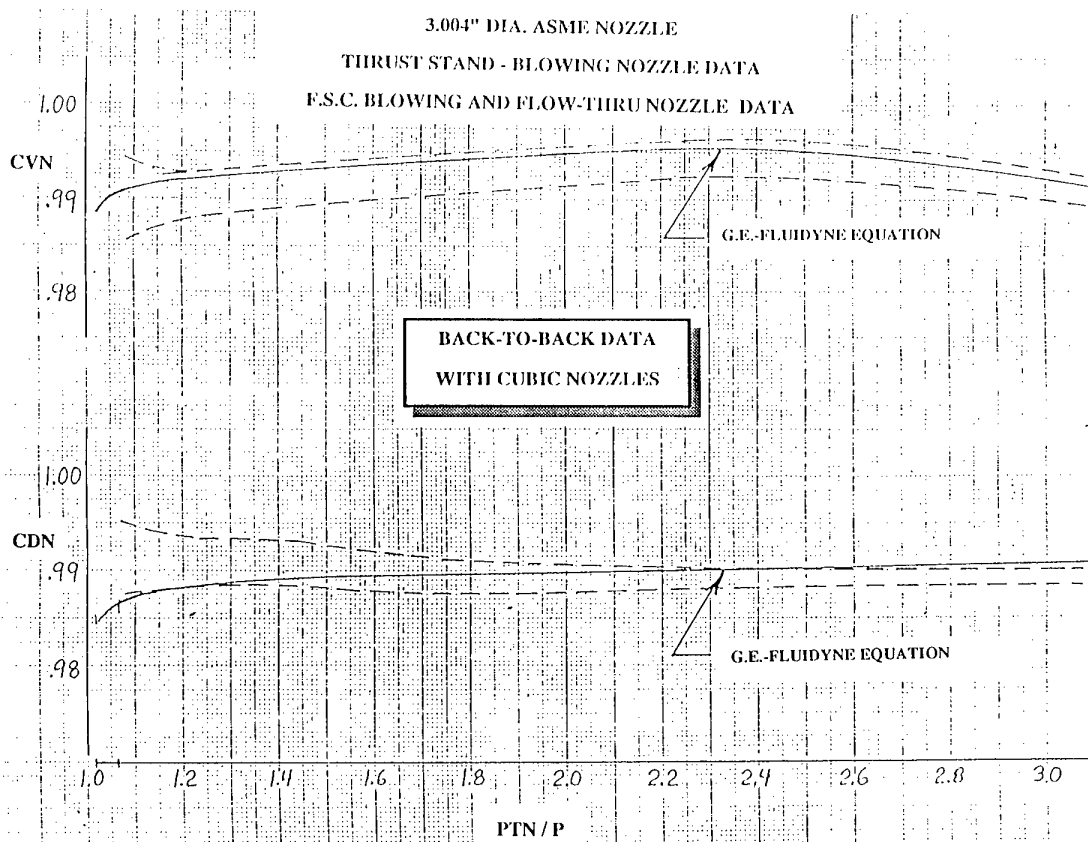 3.004" DIA. ASME NOZZLE
THRUST STAND - BLOWING NOZZLE DATA
F.S.C. BLOWING AND FLOW-THRU NOZZLE DATA
1.00
CVN
.99
G.E.-FLUIDYNE EQUATION
.98
BACK-TO-BACK DATA
WITH CUBIC NOZZLES
1.00
CDN
.99
G.E.-FLUIDYNE EQUATION
.98
1.0 1.2 1.4 1.6 1.8 2.0 2.2 2.4 2.6 2.8 3.0
PTN / P